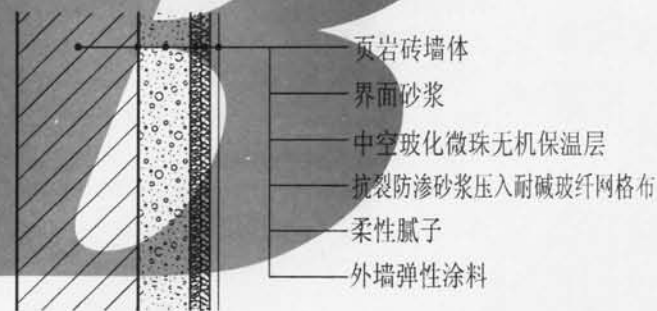 页岩砖墙体
界面砂浆
中空玻化微珠无机保温层
抗裂防渗砂浆压入耐碱玻纤网格布
柔性腻子
外墙弹性涂料